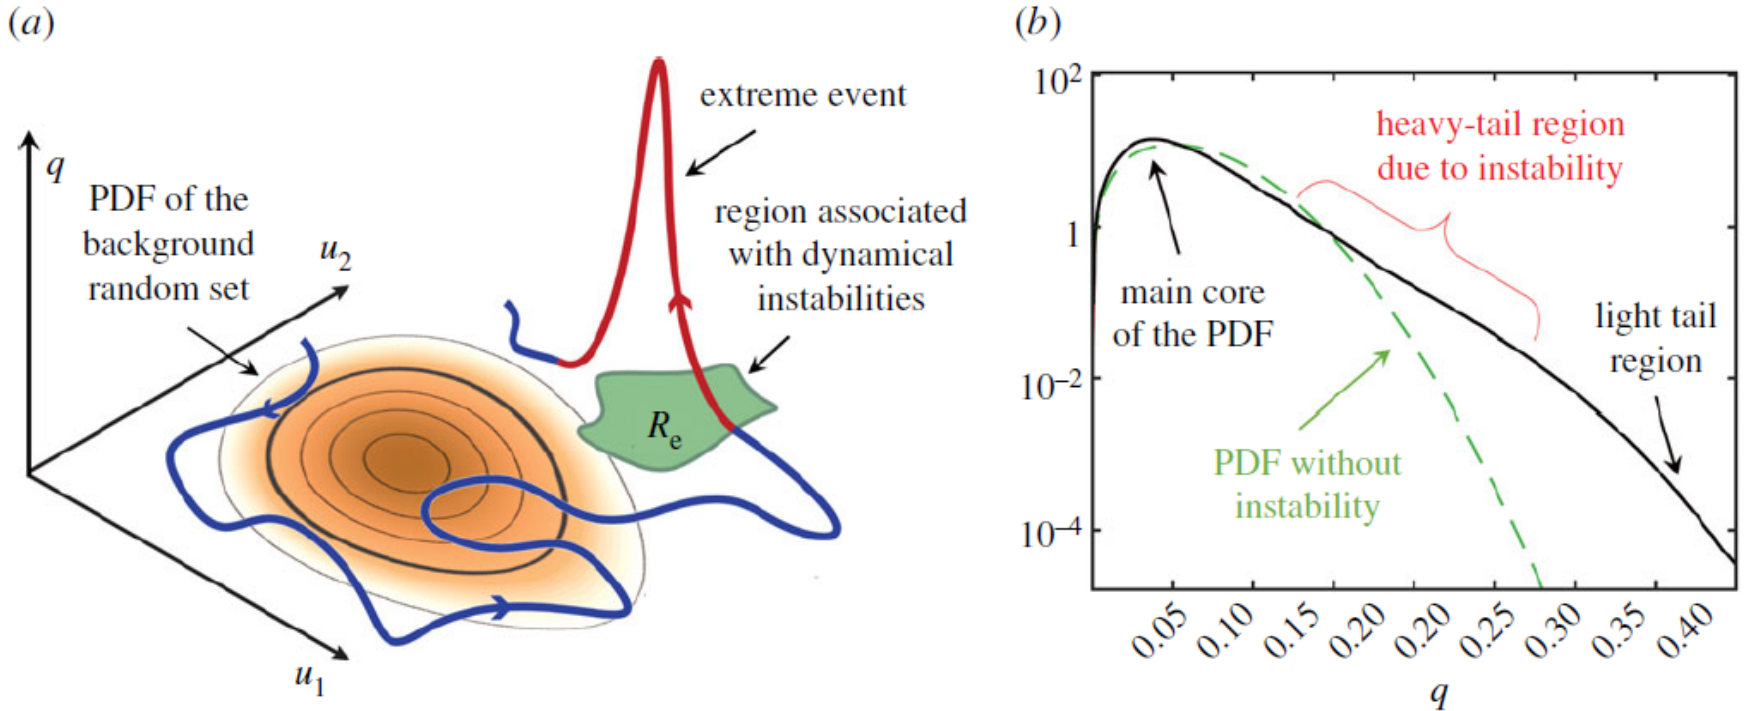 (a)
q
PDF of the
background
random set
u2
u1
extreme event
region associated
with dynamical
instabilities
Re
(b)
10^2
1
10^–2
10^–4
heavy-tail region
due to instability
main core
of the PDF
light tail
region
PDF without
instability
0.05
0.10
0.15
0.20
0.20
0.25
0.30
0.35
0.40
q